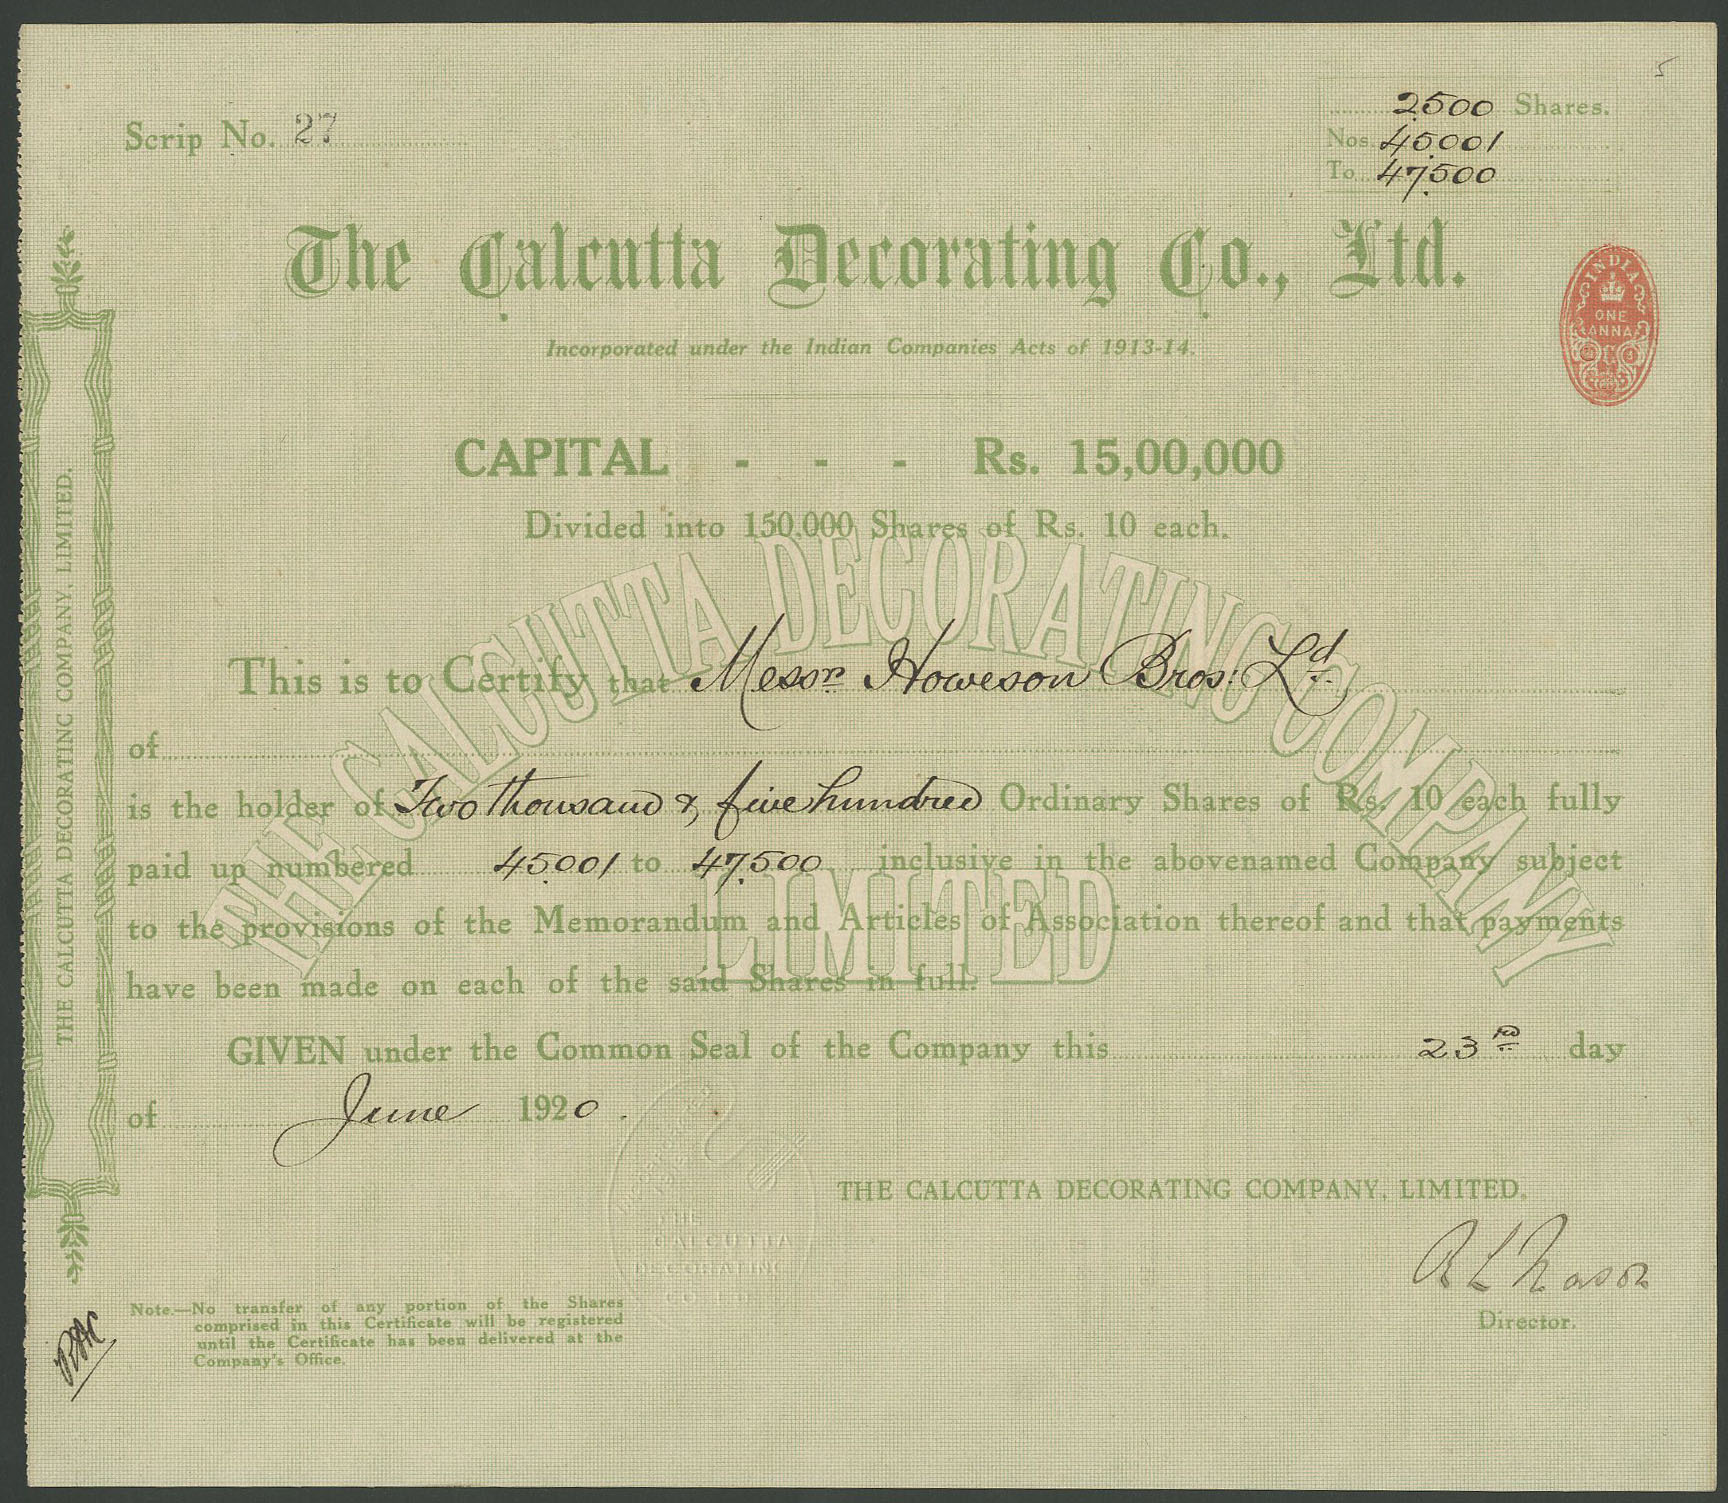 5
2500 Shares.
Scrip No. 27
Nos. 45001
To 47500
The Calcutta Decorating Co., Ltd.
INDIA
ONE
ANNA
Incorporated under the Indian Companies Acts of 1913-14.
CAPITAL - - - Rs. 15,00,000
Divided into 150,000 Shares of Rs. 10 each.
THE CALCUTTA DECORATING COMPANY
LIMITED
This is to Certify that Messrs Howeson Bros: Ld.
of
is the holder of Two thousand & five hundred Ordinary Shares of Rs. 10 each fully
paid up numbered 45001 to 47500 inclusive in the abovenamed Company subject
to the provisions of the Memorandum and Articles of Association thereof and that payments
have been made on each of the said Shares in full.
GIVEN under the Common Seal of the Company this 23rd day
of June 1920.
THE CALCUTTA DECORATING COMPANY, LIMITED.
THE
CALCUTTA
DECORATING
CO LD
Director.
Note.—No transfer of any portion of the Shares
comprised in this Certificate will be registered
until the Certificate has been delivered at the
Company's Office.
THE CALCUTTA DECORATING COMPANY, LIMITED.